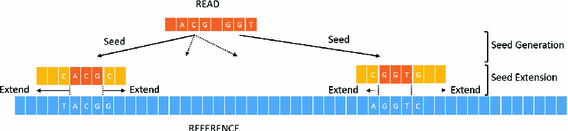 READ
A C G G G T
Seed
Seed
Seed Generation
C A C G C
C G G T G
Seed Extension
Extend
Extend
Extend
Extend
T A C G G
A G G T C
REFERENCE